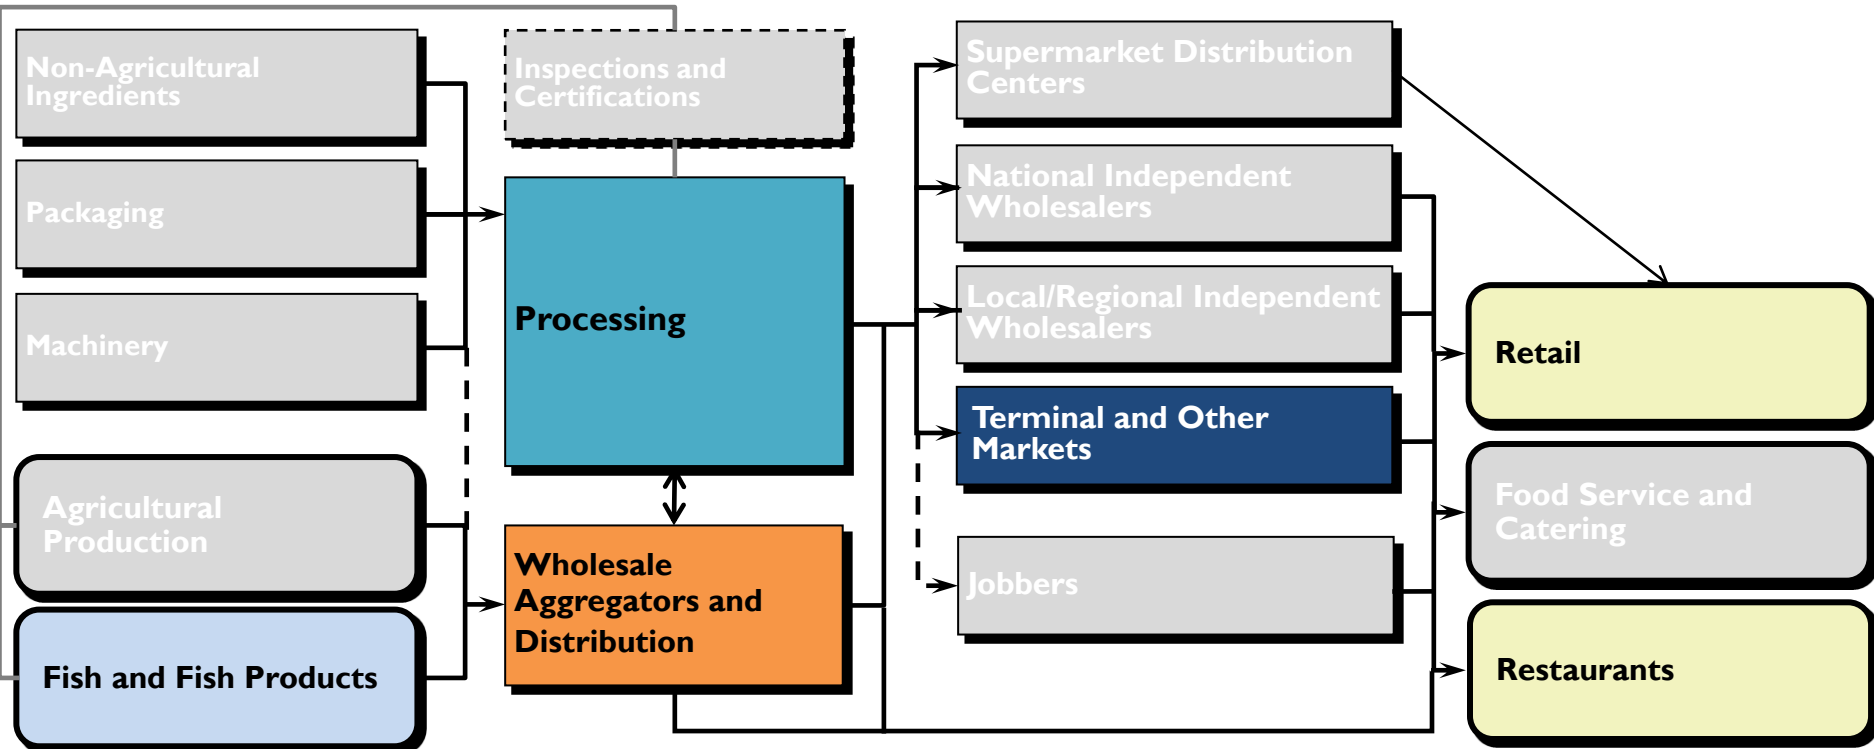 Non-Agricultural
Ingredients
Packaging
Machinery
Agricultural
Production
Fish and Fish Products
Inspections and
Certifications
Processing
Wholesale
Aggregators and
Distribution
Supermarket Distribution
Centers
National Independent
Wholesalers
Local/Regional Independent
Wholesalers
Terminal and Other
Markets
Jobbers
Retail
Food Service and
Catering
Restaurants